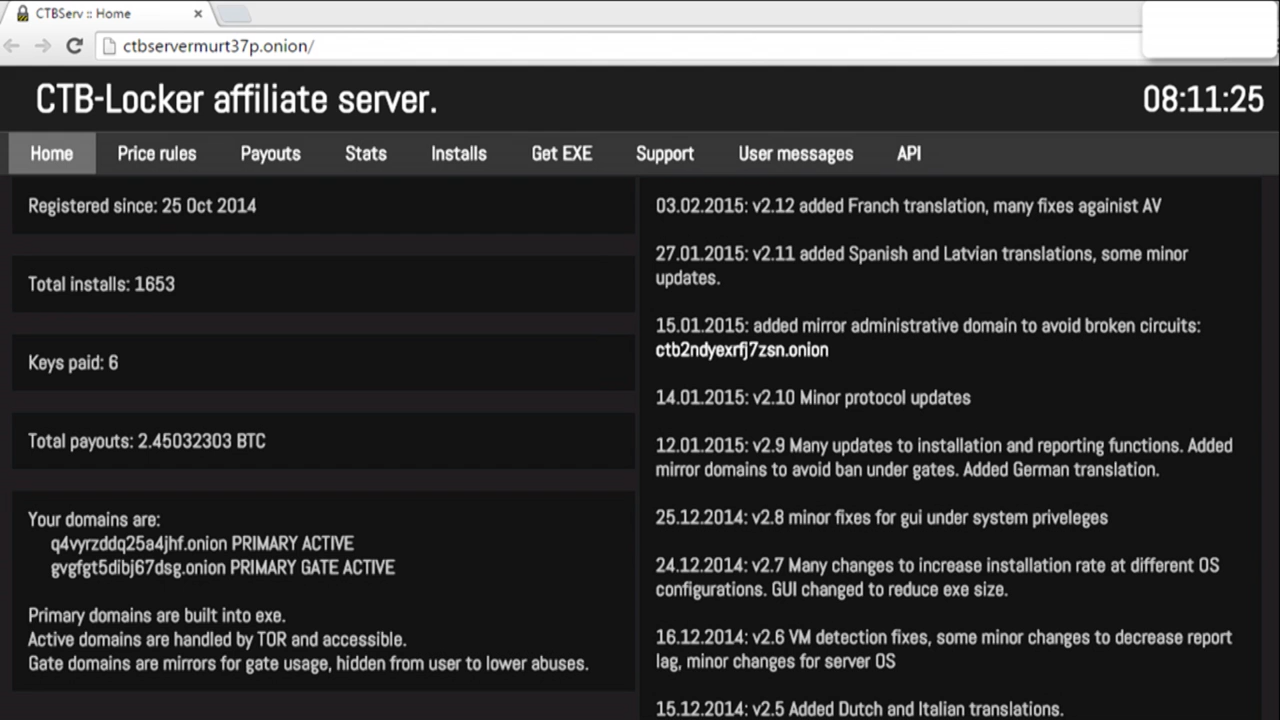 CTBServ :: Home
ctbservermurt37p.onion/
CTB-Locker affiliate server.
08:11:25
Home
Price rules
Payouts
Stats
Installs
Get EXE
Support
User messages
API
Registered since: 25 Oct 2014
Total installs: 1653
Keys paid: 6
Total payouts: 2.45032303 BTC
Your domains are:
q4vyrzddq25a4jhf.onion PRIMARY ACTIVE
gvgfgt5dibj67dsg.onion PRIMARY GATE ACTIVE
Primary domains are built into exe.
Active domains are handled by TOR and accessible.
Gate domains are mirrors for gate usage, hidden from user to lower abuses.
03.02.2015: v2.12 added Franch translation, many fixes againist AV
27.01.2015: v2.11 added Spanish and Latvian translations, some minor
updates.
15.01.2015: added mirror administrative domain to avoid broken circuits:
ctb2ndyexrfj7zsn.onion
14.01.2015: v2.10 Minor protocol updates
12.01.2015: v2.9 Many updates to installation and reporting functions. Added
mirror domains to avoid ban under gates. Added German translation.
25.12.2014: v2.8 minor fixes for gui under system priveleges
24.12.2014: v2.7 Many changes to increase installation rate at different OS
configurations. GUI changed to reduce exe size.
16.12.2014: v2.6 VM detection fixes, some minor changes to decrease report
lag, minor changes for server OS
15.12.2014: v2.5 Added Dutch and Italian translations.